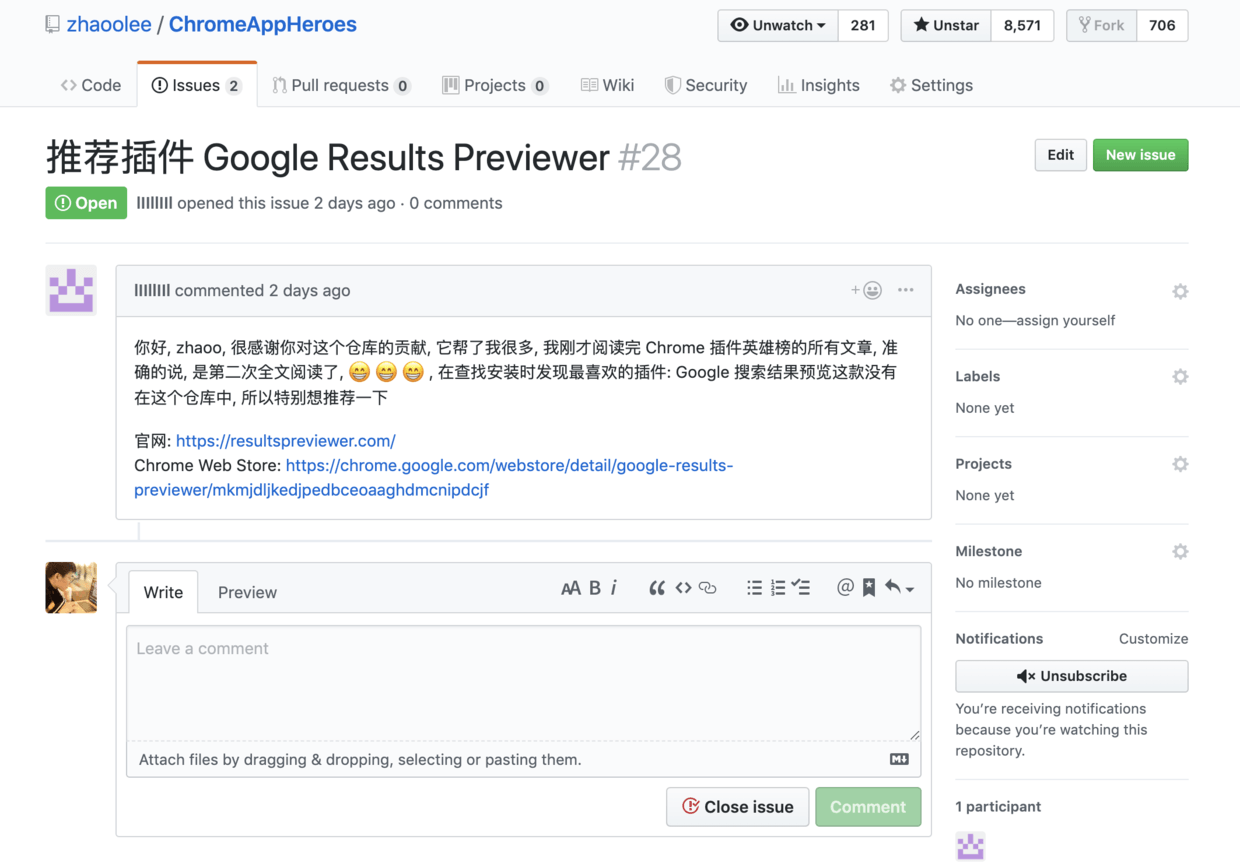 zhaoolee / ChromeAppHeroes
Unwatch 281 Unstar 8,571 Fork 706
Code Issues 2 Pull requests 0 Projects 0 Wiki Security Insights Settings
推荐插件 Google Results Previewer #28
Edit New issue
Open llllllll opened this issue 2 days ago · 0 comments
llllllll commented 2 days ago
你好, zhaoo, 很感谢你对这个仓库的贡献, 它帮了我很多, 我刚才阅读完 Chrome 插件英雄榜的所有文章, 准
确的说, 是第二次全文阅读了, 😁 😁 😁 , 在查找安装时发现最喜欢的插件: Google 搜索结果预览这款没有
在这个仓库中, 所以特别想推荐一下
官网: https://resultspreviewer.com/
Chrome Web Store: https://chrome.google.com/webstore/detail/google-results-
previewer/mkmjdljkedjpedbceoaaghdmcnipdcjf
Write Preview
AA B i
Leave a comment
Attach files by dragging & dropping, selecting or pasting them.
Close issue Comment
Assignees
No one—assign yourself
Labels
None yet
Projects
None yet
Milestone
No milestone
Notifications Customize
Unsubscribe
You're receiving notifications
because you're watching this
repository.
1 participant